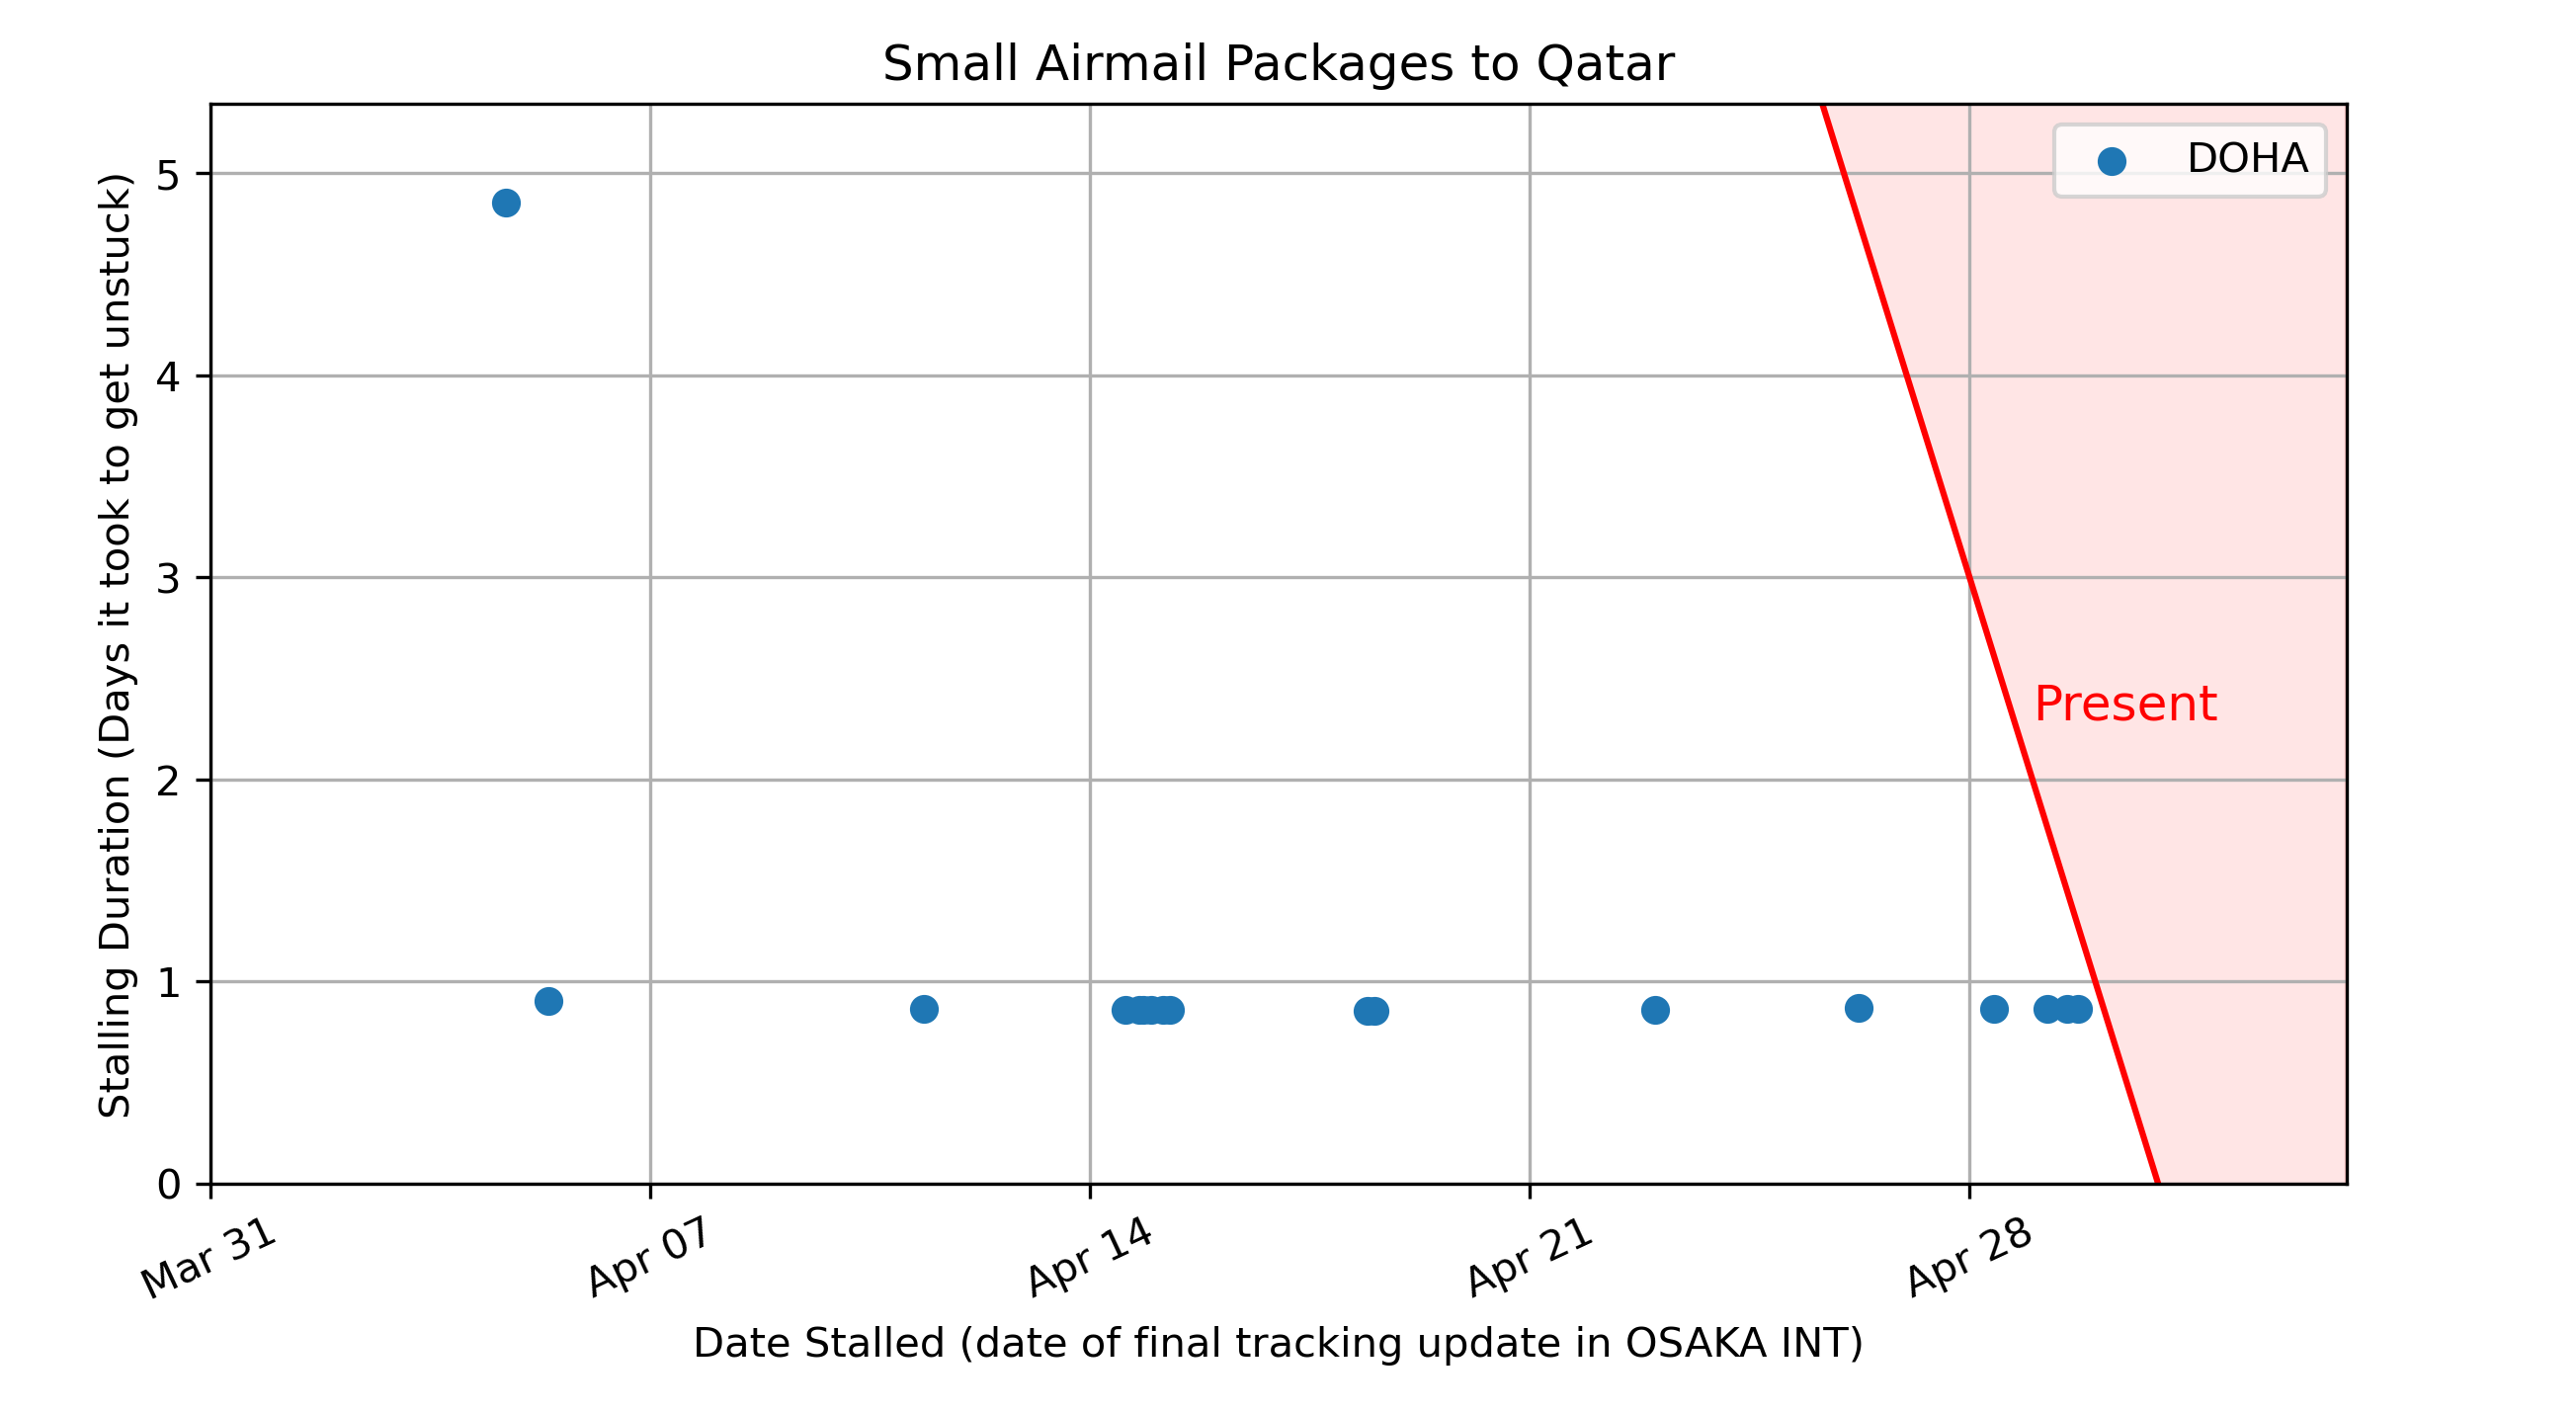 Small Airmail Packages to Qatar
DOHA
Present
Stalling Duration (Days it took to get unstuck)
5
4
3
2
1
0
Mar 31
Apr 07
Apr 14
Apr 21
Apr 28
Date Stalled (date of final tracking update in OSAKA INT)